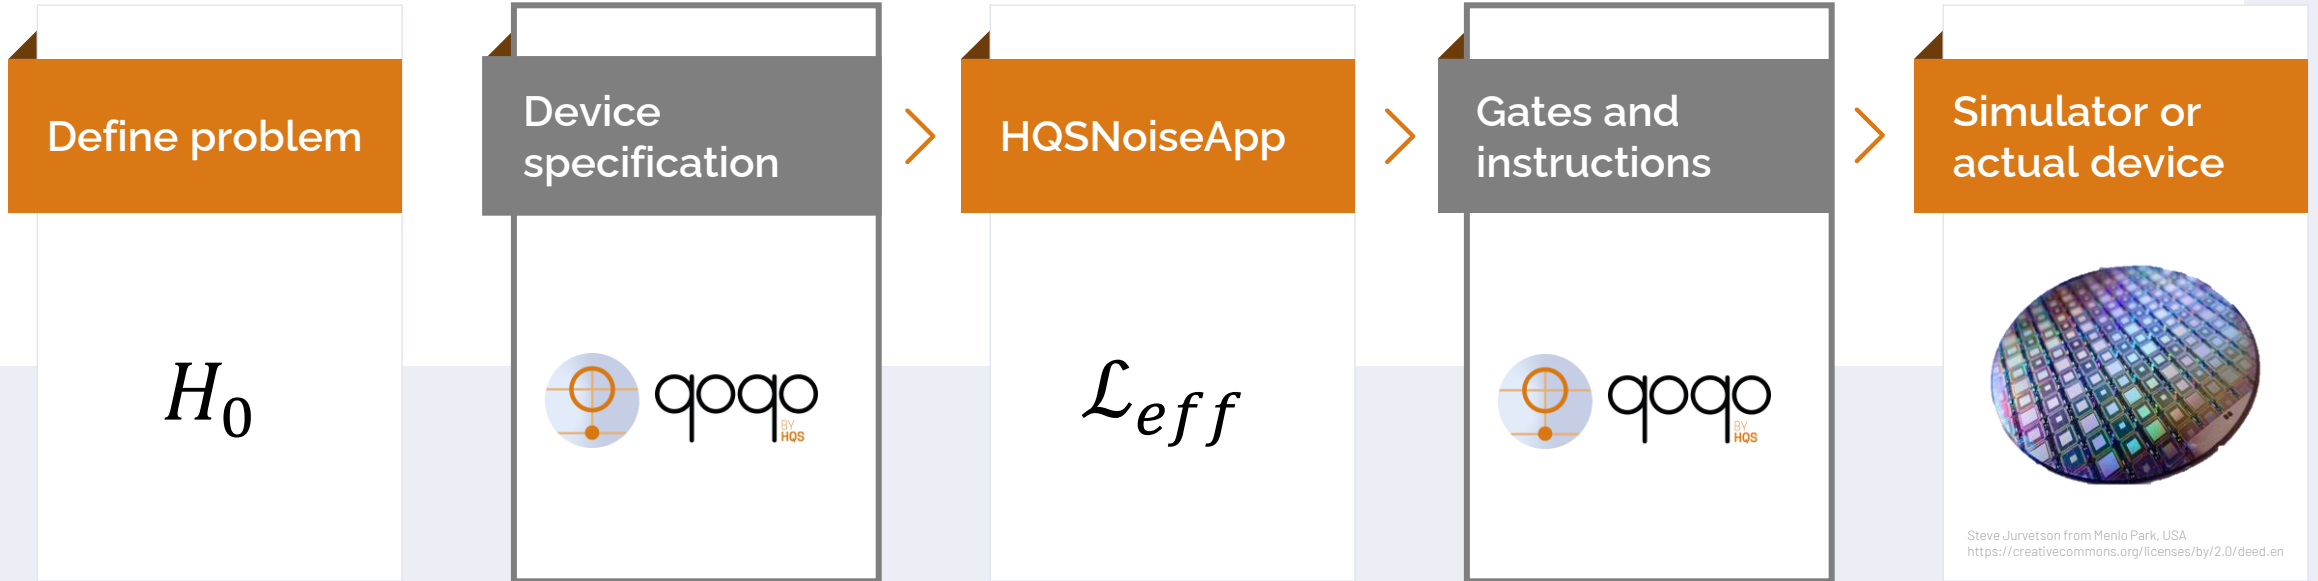 Define problem
H₀
Device
specification
qoqo
BY
HQS
HQSNoiseApp
ℒeff
Gates and
instructions
qoqo
BY
HQS
Simulator or
actual device
Steve Jurvetson from Menlo Park, USA
https://creativecommons.org/licenses/by/2.0/deed.en